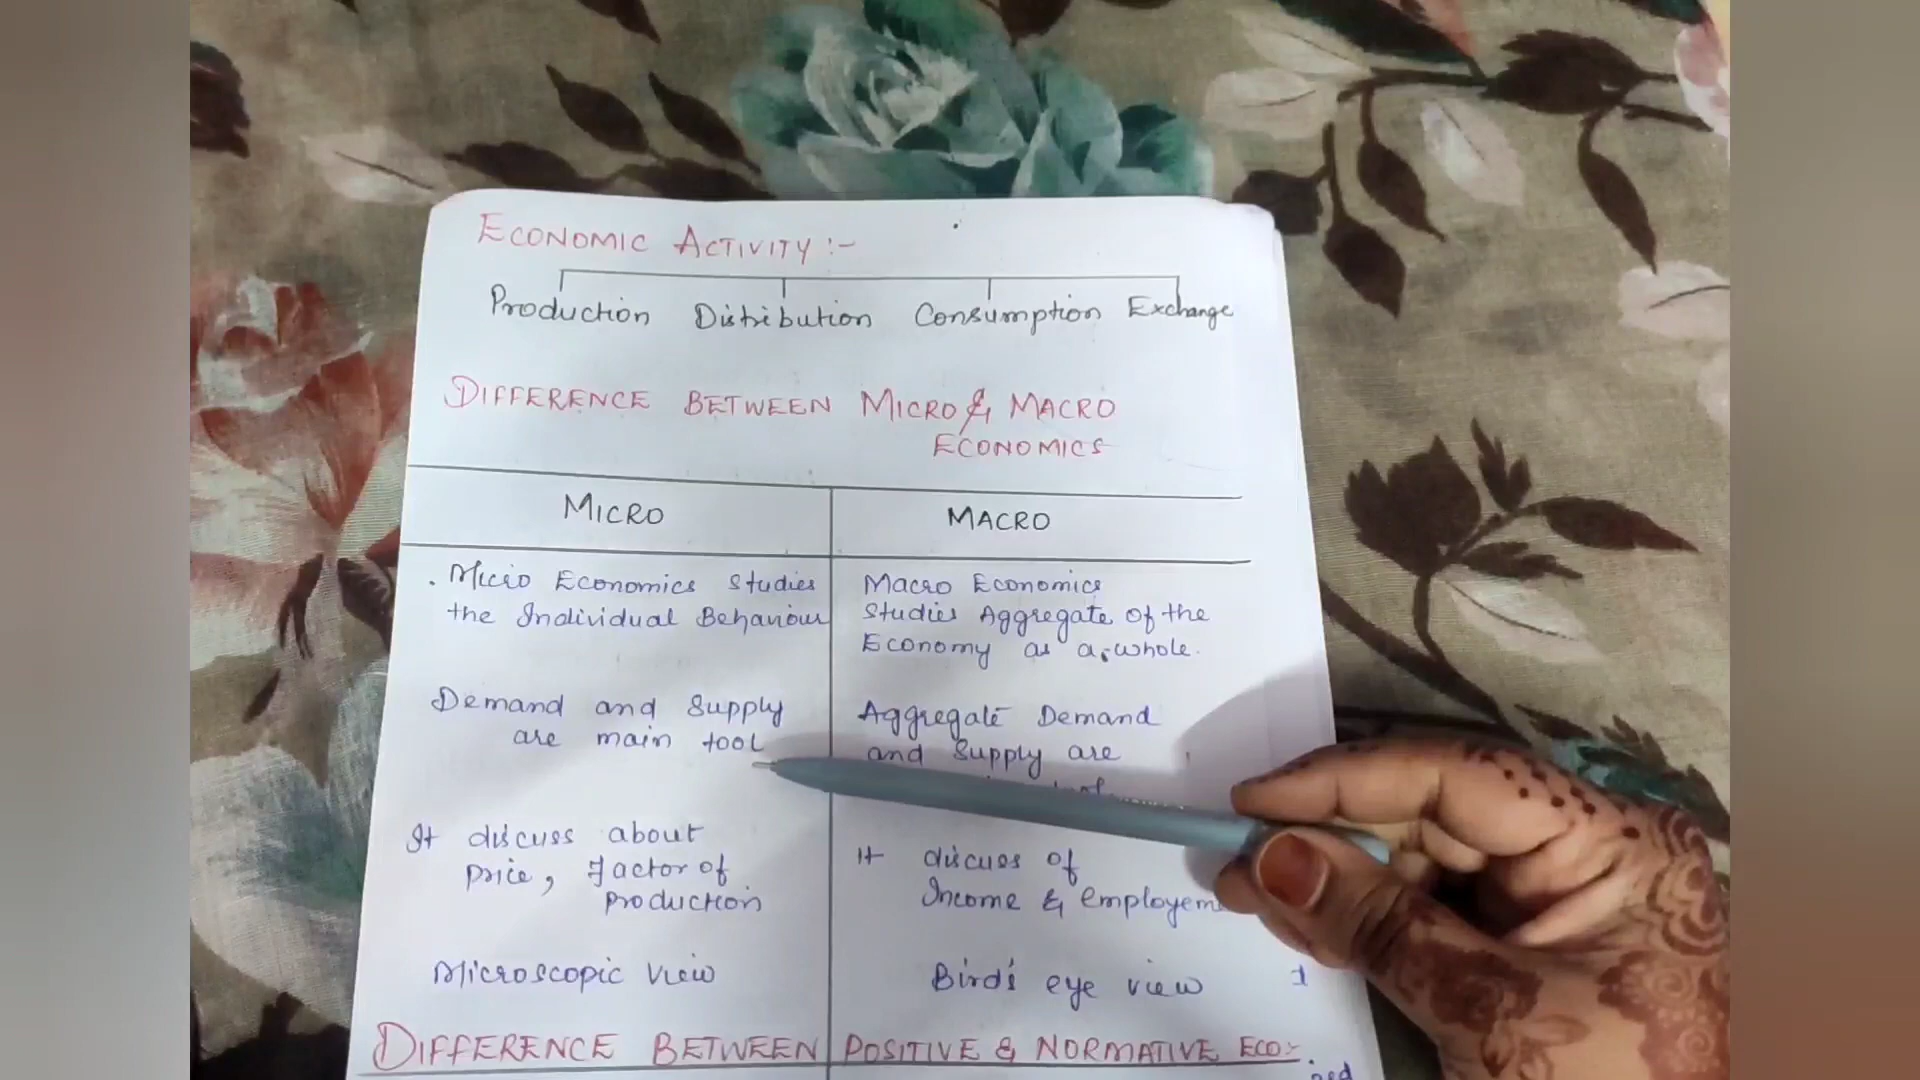 ECONOMIC ACTIVITY :-
Production Distribution Consumption Exchange
DIFFERENCE BETWEEN MICRO & MACRO
ECONOMICS
MICRO
. Micro Economics Studies
the Individual Behaviour
Demand and Supply
are main tool
It discuss about
price, Factor of
production
Microscopic View
MACRO
Macro Economics
Studies Aggregate of the
Economy as a whole.
Aggregate Demand
and Supply are
It discues of
Income & employeme
Bird's eye view
DIFFERENCE BETWEEN POSITIVE & NORMATIVE ECO:-